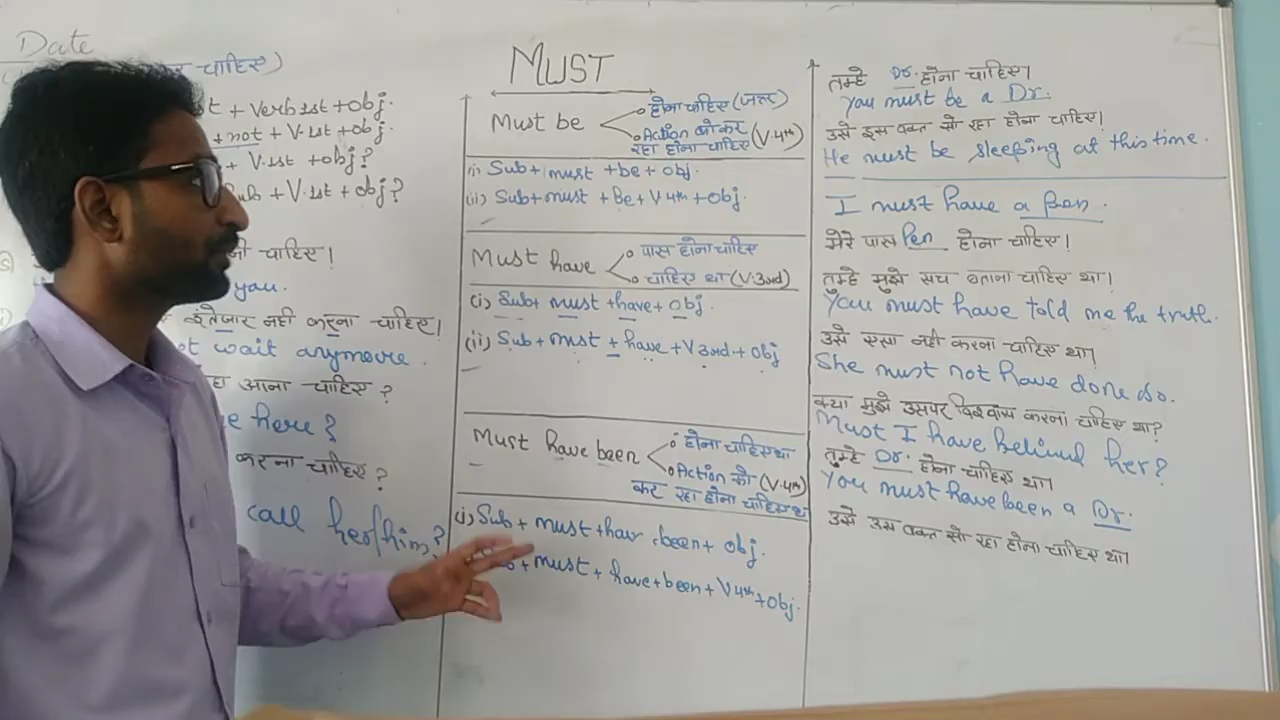 Date
चाहिए)
+ Verb 1st + obj.
+ not + V.1st + obj.
+ V.1st + obj?
Sub + V.1st + obj?
चाहिए!
you.
इंतेजार नही करना चाहिए।
wait anymore.
आना चाहिए?
here?
करना चाहिए?
call her/him?
MUST
Must be
होना चाहिए (जरूर)
Action को कर
रहा होना चाहिए (V.4th)
(i) Sub + must + be + obj.
(ii) Sub + must + Be + V4th + obj.
Must have
पास होना चाहिए
चाहिए था (V.3rd)
(i) Sub + must + have + obj.
(ii) Sub + must + have + V3rd + obj
Must have been
होना चाहिए था
Action को (V.4th)
कर रहा होना चाहिए थ
(i) Sub + must + hav been + obj.
+ must + have + been + V4th + obj.
तुम्हे Dr. होना चाहिए।
You must be a Dr.
उसे इस वक्त सो रहा होना चाहिए।
He must be sleeping at this time.
I must have a Pen.
मेरे पास Pen होना चाहिए।
तुम्हे मुझे सच बताना चाहिए था।
You must have told me the truth.
उसे ऐसा नही करना चाहिए था।
She must not have done so.
क्या मुझे उसपर विश्वास करना चाहिए था?
Must I have behind her?
तुम्हे Dr. होना चाहिए था।
You must have been a Dr.
उसे उस वक्त सो रहा होना चाहिए था।